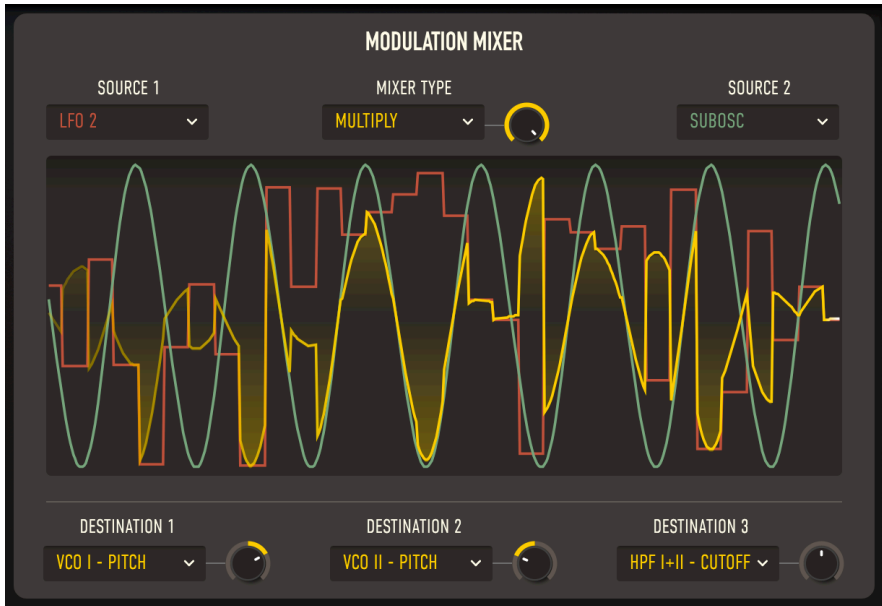 MODULATION MIXER
SOURCE 1
MIXER TYPE
SOURCE 2
LFO 2
MULTIPLY
SUBOSC
DESTINATION 1
DESTINATION 2
DESTINATION 3
VCO I - PITCH
VCO II - PITCH
HPF I+II - CUTOFF